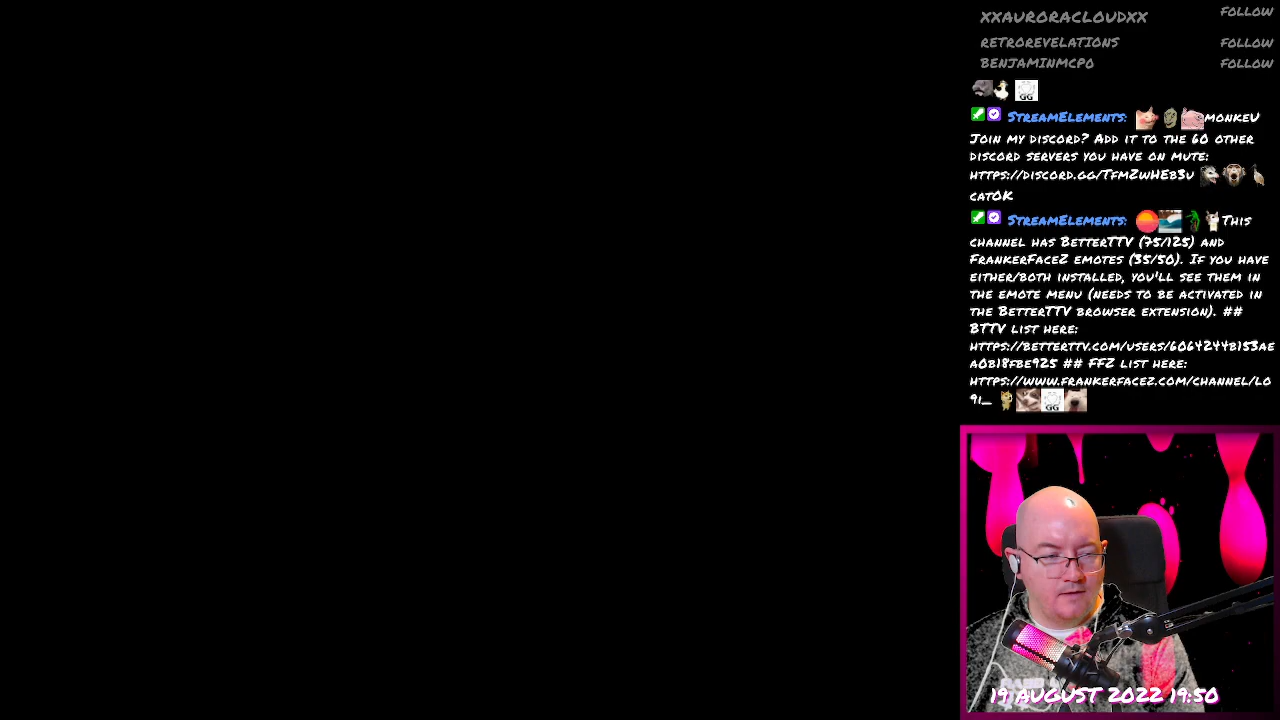 XXAURORACLOUDXX FOLLOW
RETROREVELATIONS FOLLOW
BENJAMINMCPO FOLLOW
GG
StreamElements: monkeU
Join my discord? Add it to the 60 other
discord servers you have on mute:
https://discord.gg/TfmZwHEb3u
catOK
StreamElements: This
channel has BetterTTV (75/125) and
FrankerFaceZ emotes (35/50). If you have
either/both installed, you'll see them in
the emote menu (needs to be activated in
the BetterTTV browser extension). ##
BTTV list here:
https://betterttv.com/users/6064244b153ae
a0b18fbe925 ## FFZ list here:
https://www.frankerfacez.com/channel/lo
9i_ GG
19 AUGUST 2022 19:50